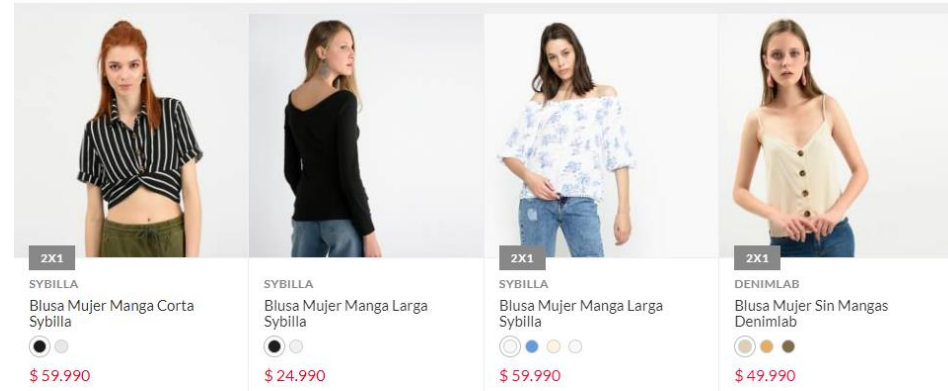 2X1
SYBILLA
Blusa Mujer Manga Corta
Sybilla
$ 59.990
SYBILLA
Blusa Mujer Manga Larga
Sybilla
$ 24.990
2X1
SYBILLA
Blusa Mujer Manga Larga
Sybilla
$ 59.990
2X1
DENIMLAB
Blusa Mujer Sin Mangas
Denimlab
$ 49.990